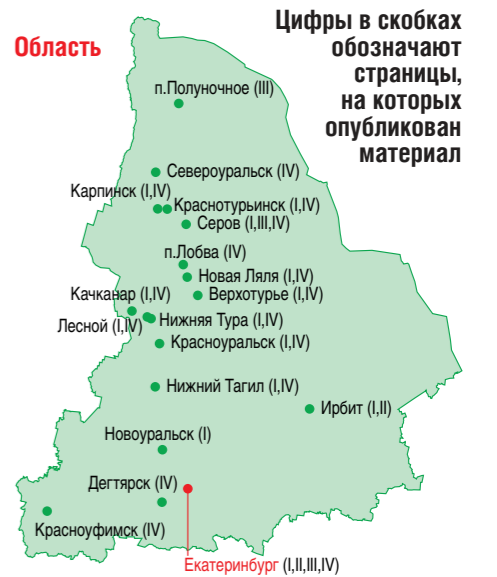 Область
Цифры в скобках
обозначают
страницы,
на которых
опубликован
материал
п.Полуночное (III)
Североуральск (IV)
Карпинск (I,IV)
Краснотурьинск (I,IV)
Серов (I,III,IV)
п.Лобва (IV)
Новая Ляля (I,IV)
Качканар (I,IV)
Верхотурье (I,IV)
Лесной (I,IV)
Нижняя Тура (I,IV)
Красноуральск (I,IV)
Нижний Тагил (I,IV)
Ирбит (I,II)
Новоуральск (I)
Дегтярск (IV)
Красноуфимск (IV)
Екатеринбург (I,II,III,IV)